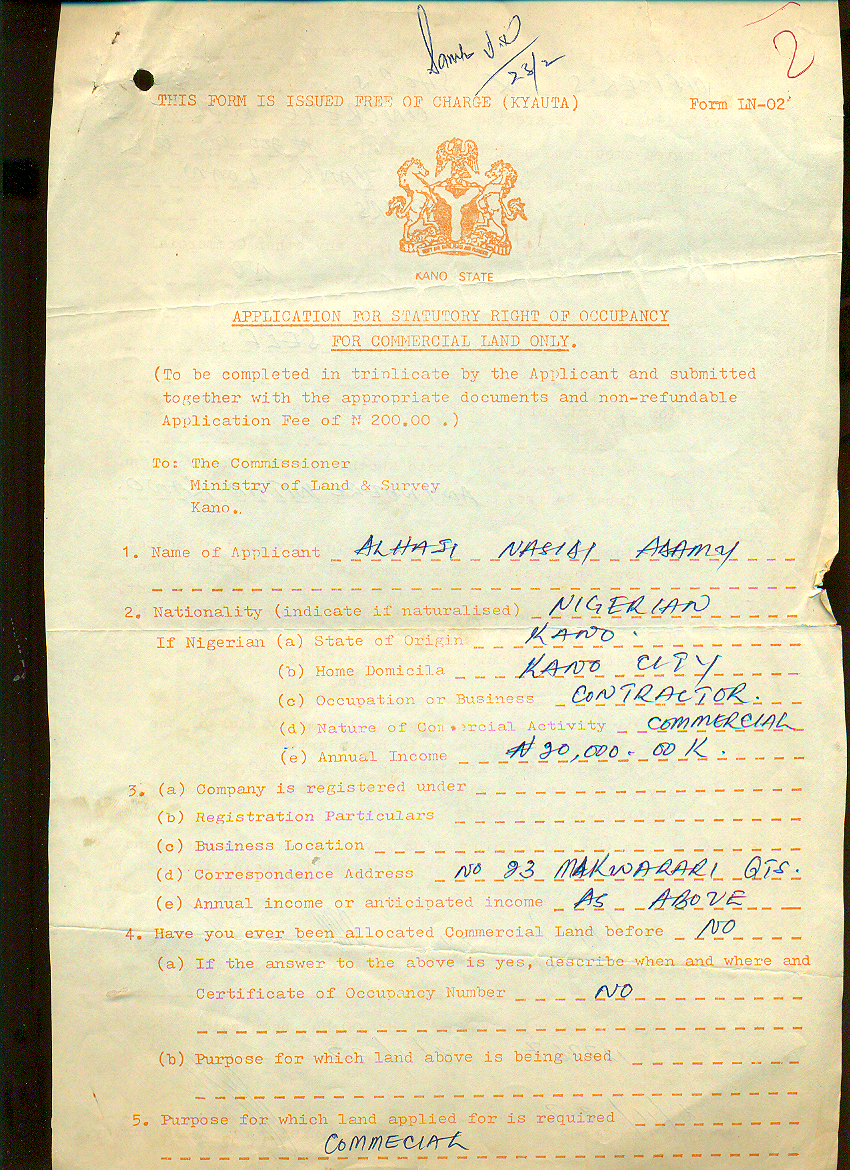 2
23/2
THIS FORM IS ISSUED FREE OF CHARGE (KYAUTA) Form LN-02
KANO STATE
APPLICATION FOR STATUTORY RIGHT OF OCCUPANCY
FOR COMMERCIAL LAND ONLY.
(To be completed in triplicate by the Applicant and submitted
together with the appropriate documents and non-refundable
Application Fee of ₦ 200.00 .)
To: The Commissioner
Ministry of Land & Survey
Kano.
1. Name of Applicant ALHAJI NASIDI ADAMU
2. Nationality (indicate if naturalised) NIGERIAN
If Nigerian (a) State of Origin KANO.
(b) Home Domicila KANO CITY
(c) Occupation or Business CONTRACTOR.
(d) Nature of Commercial Activity COMMERCIAL
(e) Annual Income ₦20,000-00K.
3. (a) Company is registered under
(b) Registration Particulars
(c) Business Location
(d) Correspondence Address NO 23 MAKWARARI QTS.
(e) Annual income or anticipated income AS ABOVE
4. Have you ever been allocated Commercial Land before NO
(a) If the answer to the above is yes, describe when and where and
Certificate of Occupancy Number NO
(b) Purpose for which land above is being used
5. Purpose for which land applied for is required
COMMECIAL